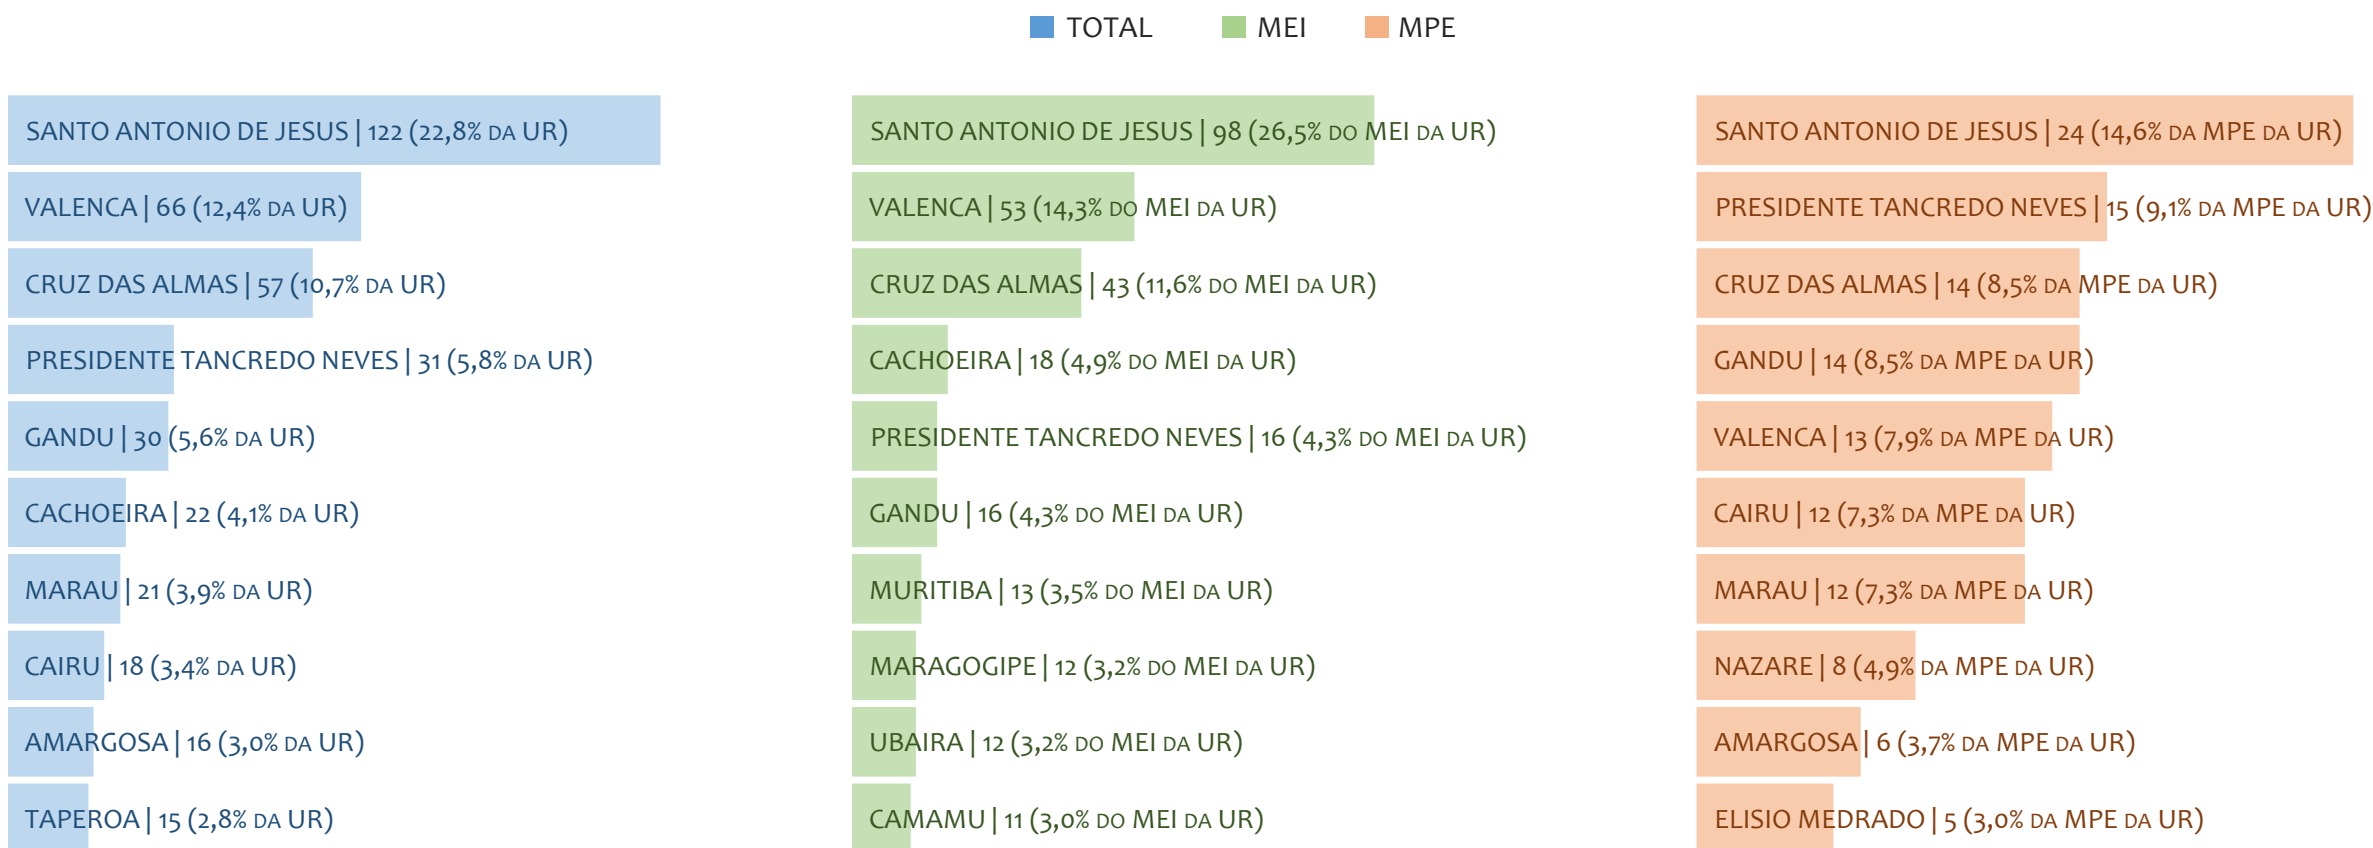 TOTAL MEI MPE
SANTO ANTONIO DE JESUS | 122 (22,8% DA UR)
VALENCA | 66 (12,4% DA UR)
CRUZ DAS ALMAS | 57 (10,7% DA UR)
PRESIDENTE TANCREDO NEVES | 31 (5,8% DA UR)
GANDU | 30 (5,6% DA UR)
CACHOEIRA | 22 (4,1% DA UR)
MARAU | 21 (3,9% DA UR)
CAIRU | 18 (3,4% DA UR)
AMARGOSA | 16 (3,0% DA UR)
TAPEROA | 15 (2,8% DA UR)
SANTO ANTONIO DE JESUS | 98 (26,5% DO MEI DA UR)
VALENCA | 53 (14,3% DO MEI DA UR)
CRUZ DAS ALMAS | 43 (11,6% DO MEI DA UR)
CACHOEIRA | 18 (4,9% DO MEI DA UR)
PRESIDENTE TANCREDO NEVES | 16 (4,3% DO MEI DA UR)
GANDU | 16 (4,3% DO MEI DA UR)
MURITIBA | 13 (3,5% DO MEI DA UR)
MARAGOGIPE | 12 (3,2% DO MEI DA UR)
UBAIRA | 12 (3,2% DO MEI DA UR)
CAMAMU | 11 (3,0% DO MEI DA UR)
SANTO ANTONIO DE JESUS | 24 (14,6% DA MPE DA UR)
PRESIDENTE TANCREDO NEVES | 15 (9,1% DA MPE DA UR)
CRUZ DAS ALMAS | 14 (8,5% DA MPE DA UR)
GANDU | 14 (8,5% DA MPE DA UR)
VALENCA | 13 (7,9% DA MPE DA UR)
CAIRU | 12 (7,3% DA MPE DA UR)
MARAU | 12 (7,3% DA MPE DA UR)
NAZARE | 8 (4,9% DA MPE DA UR)
AMARGOSA | 6 (3,7% DA MPE DA UR)
ELISIO MEDRADO | 5 (3,0% DA MPE DA UR)